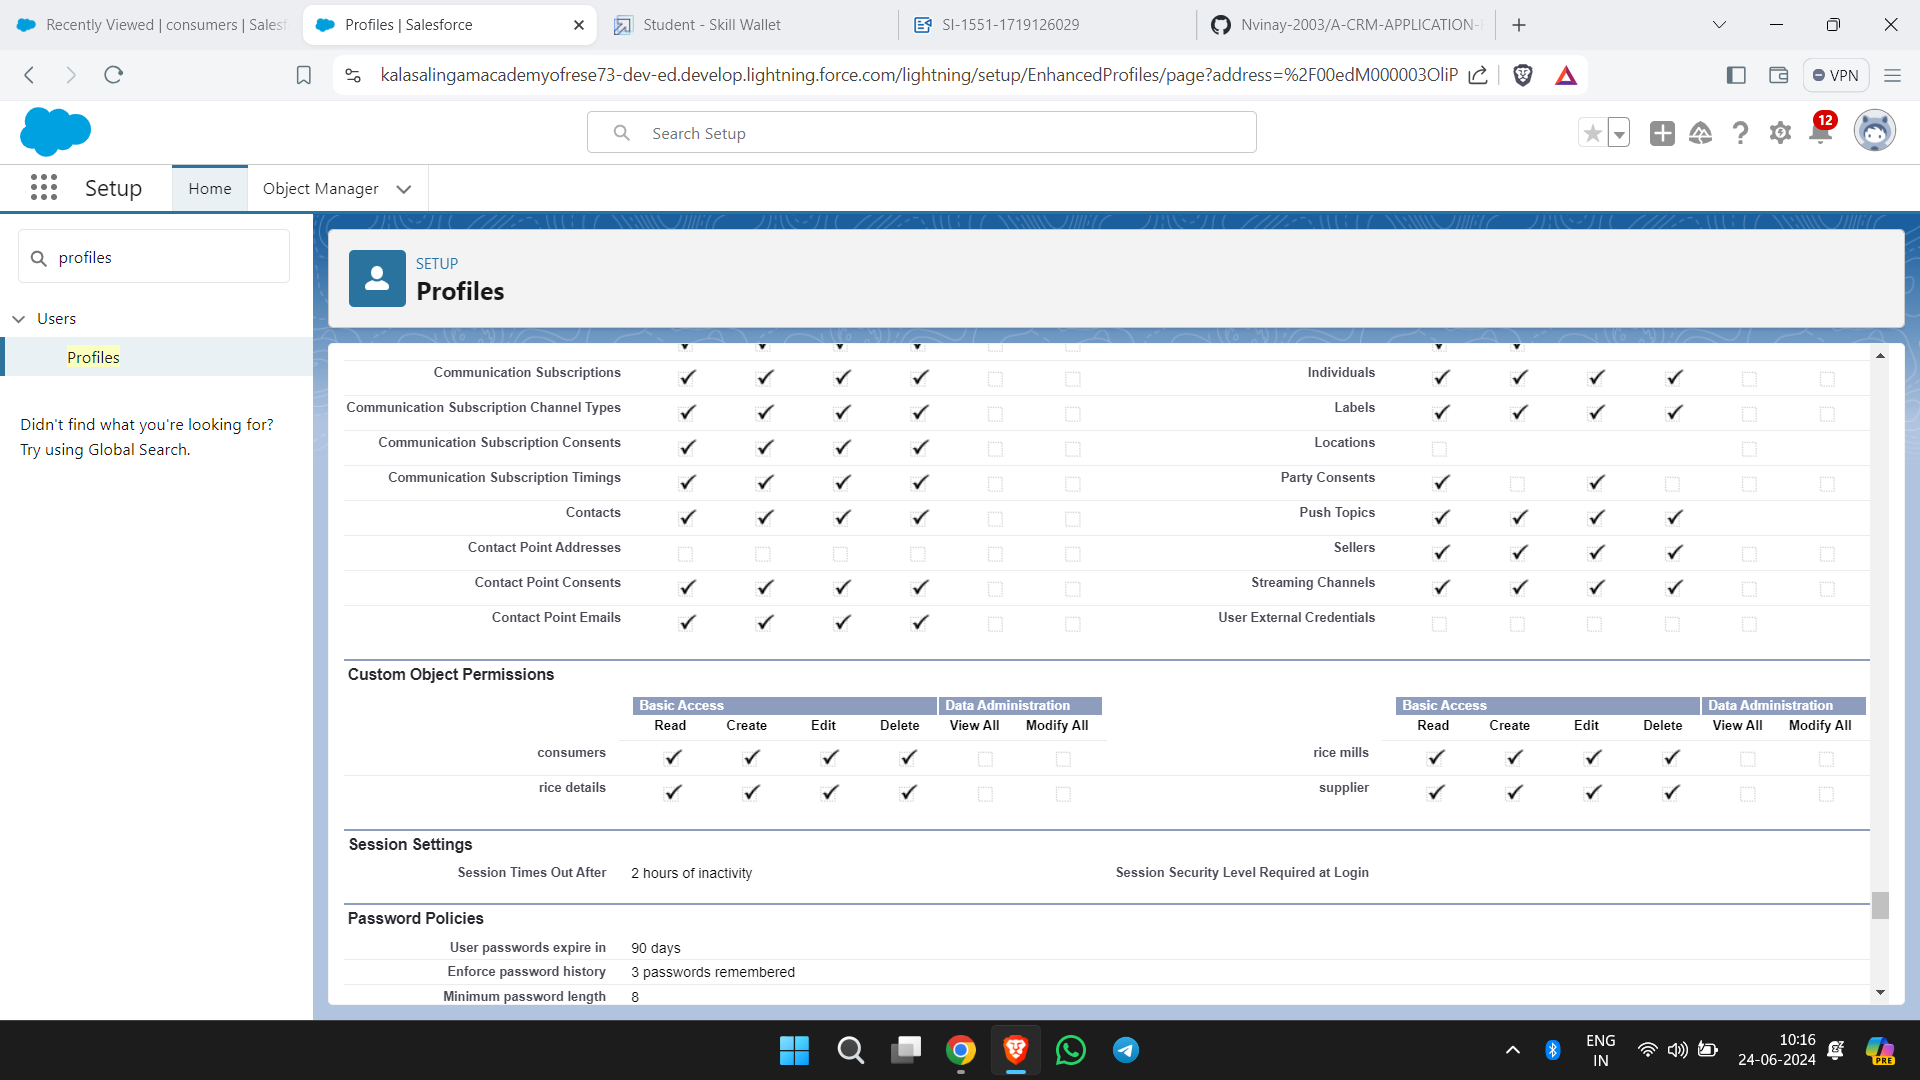 Recently Viewed | consumers | Salesf
Profiles | Salesforce
Student - Skill Wallet
SI-1551-1719126029
Nvinay-2003/A-CRM-APPLICATION-
kalasalingamacademyofrese73-dev-ed.develop.lightning.force.com/lightning/setup/EnhancedProfiles/page?address=%2F00edM000003OliP
VPN
Search Setup
12
Setup
Home
Object Manager
profiles
Users
Profiles
Didn't find what you're looking for?
Try using Global Search.
SETUP
Profiles
Communication Subscriptions
Individuals
Communication Subscription Channel Types
Labels
Communication Subscription Consents
Locations
Communication Subscription Timings
Party Consents
Contacts
Push Topics
Contact Point Addresses
Sellers
Contact Point Consents
Streaming Channels
Contact Point Emails
User External Credentials
Custom Object Permissions
Basic Access Data Administration
Basic Access Data Administration
Read Create Edit Delete View All Modify All
Read Create Edit Delete View All Modify All
consumers
rice mills
rice details
supplier
Session Settings
Session Times Out After 2 hours of inactivity
Session Security Level Required at Login
Password Policies
User passwords expire in 90 days
Enforce password history 3 passwords remembered
Minimum password length 8
ENG
IN
10:16
24-06-2024
PRE